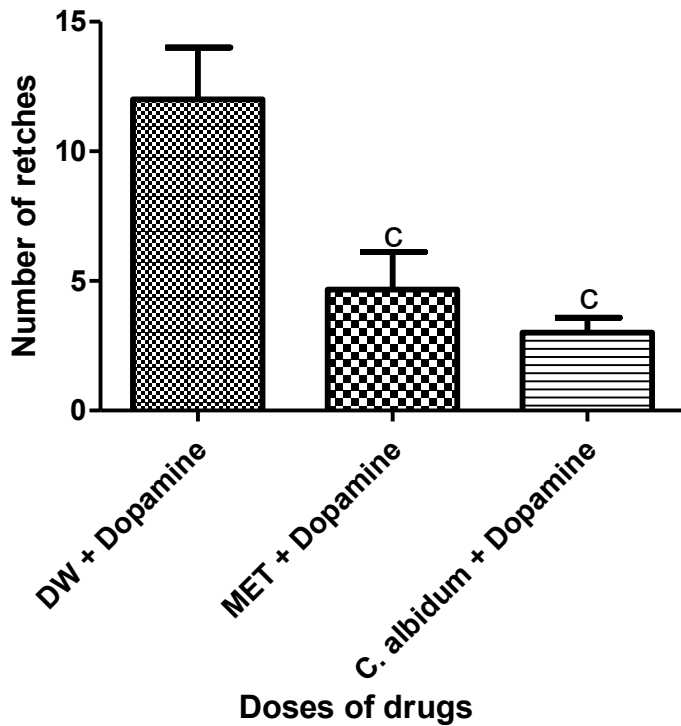 Number of retches
15
10
5
0
c
c
DW + Dopamine
MET + Dopamine
C. albidum + Dopamine
Doses of drugs